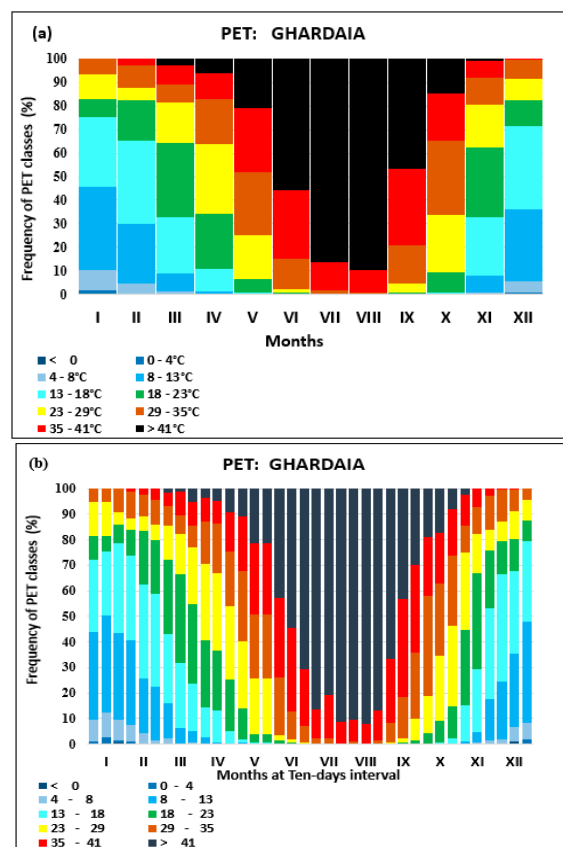 (a)
PET: GHARDAIA
Frequency of PET classes (%)
100
90
80
70
60
50
40
30
20
10
0
I II III IV V VI VII VIII IX X XI XII
Months
< 0 0 - 4°C
4 - 8°C 8 - 13°C
13 - 18°C 18 - 23°C
23 - 29°C 29 - 35°C
35 - 41°C > 41°C
(b)
PET: GHARDAIA
Frequency of PET classes (%)
100
90
80
70
60
50
40
30
20
10
0
I II III IV V VI VII VIII IX X XI XII
Months at Ten-days interval
< 0 0 - 4
4 - 8 8 - 13
13 - 18 18 - 23
23 - 29 29 - 35
35 - 41 > 41